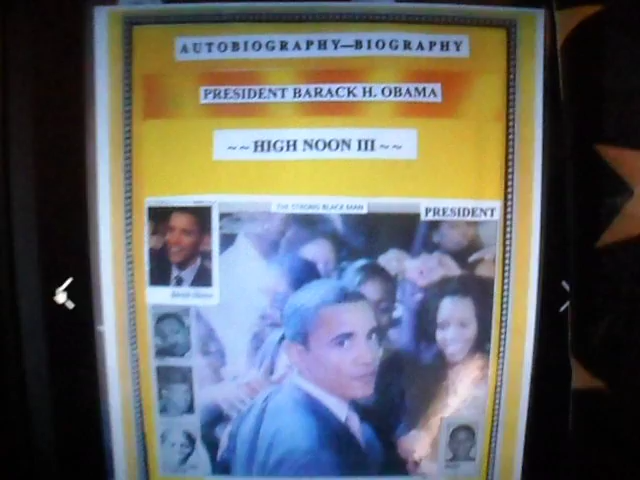 AUTOBIOGRAPHY—BIOGRAPHY
PRESIDENT BARACK H. OBAMA
~ ~ HIGH NOON III ~ ~
THE STRONG BLACK MAN
PRESIDENT